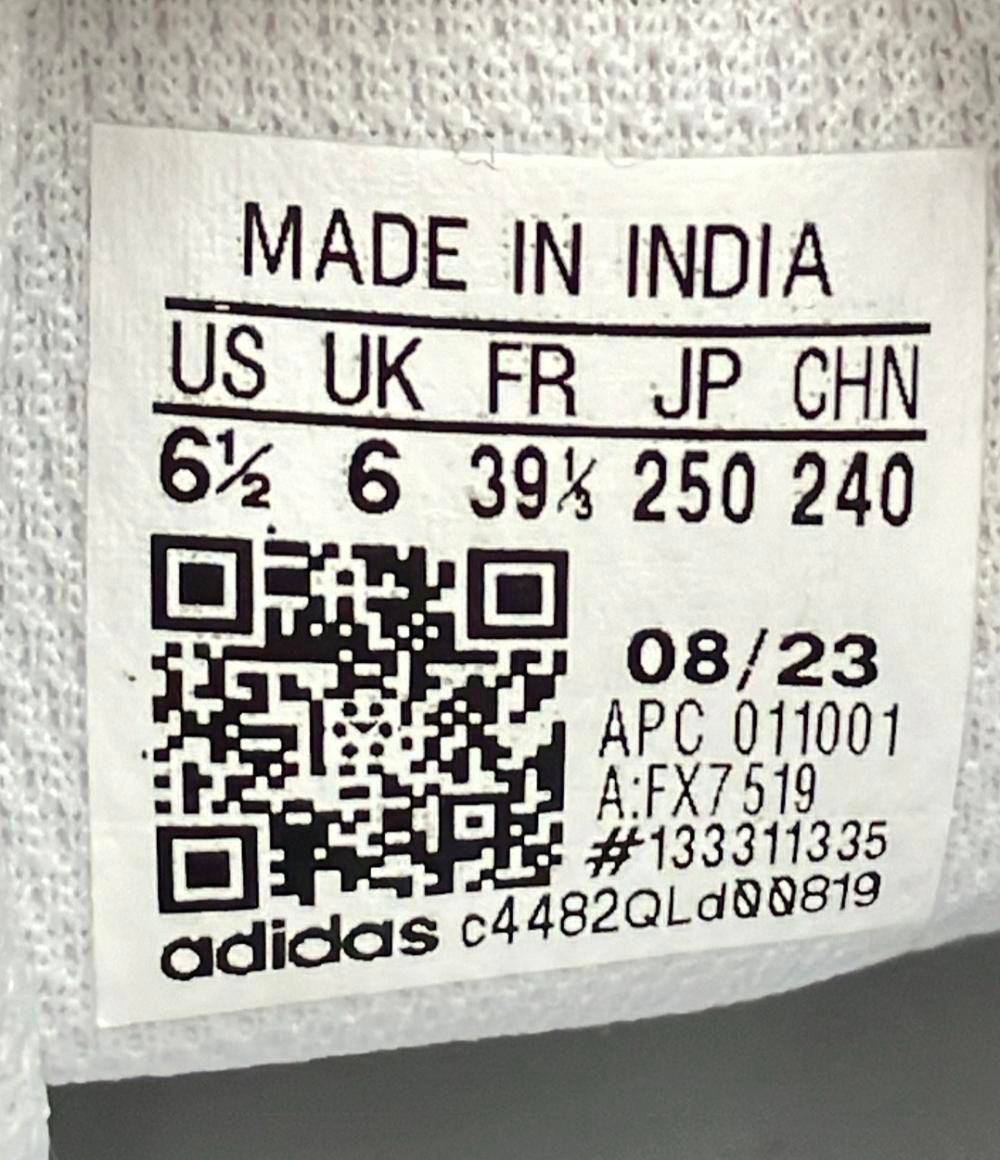 MADE IN INDIA
US UK FR JP CHN
6½ 6 39⅓ 250 240
08/23
APC 011001
A:FX7519
#133311335
adidas c4482QLd00819